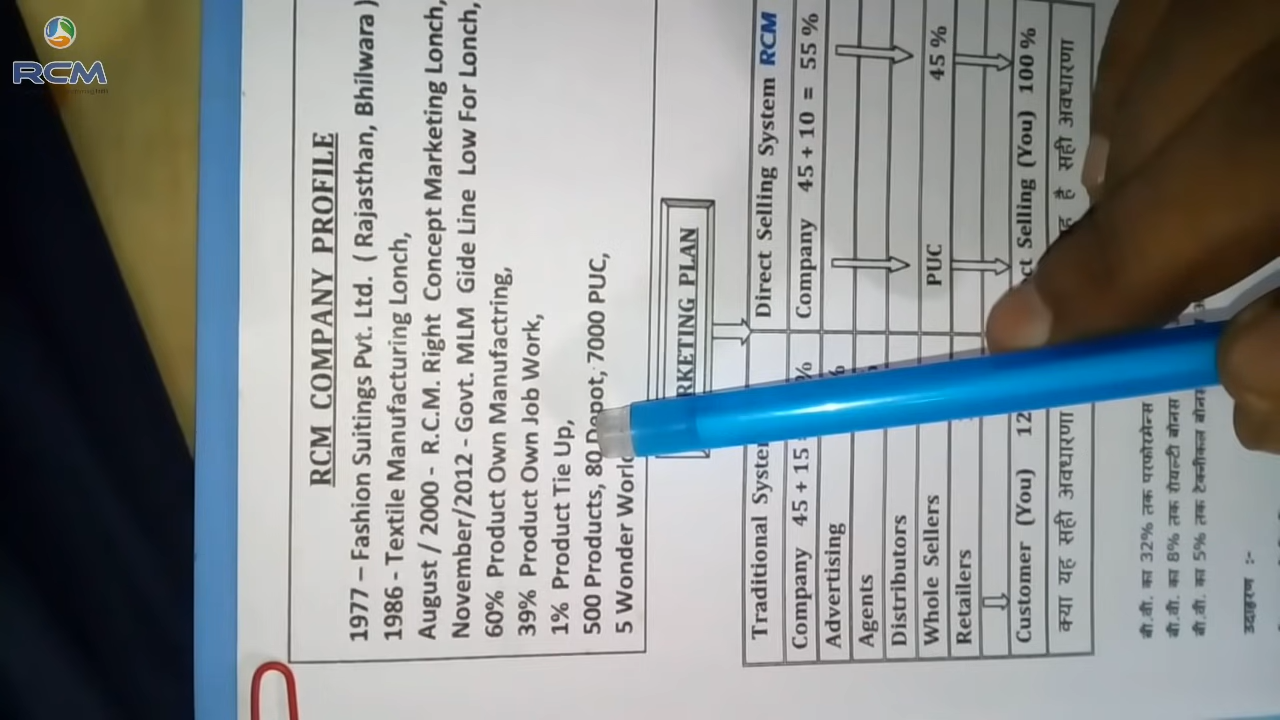 RCM
RCM COMPANY PROFILE
1977 – Fashion Suitings Pvt. Ltd. ( Rajasthan, Bhilwara )
1986 - Textile Manufacturing Lonch,
August / 2000 - R.C.M. Right Concept Marketing Lonch,
November/2012 - Govt. MLM Gide Line Low For Lonch,
60% Product Own Manufactring,
39% Product Own Job Work,
1% Product Tie Up,
500 Products, 80 Depot, 7000 PUC,
5 Wonder World
RKETING PLAN
Traditional System Direct Selling System RCM
Company 45 + 15 % Company 45 + 10 = 55 %
Advertising %
Agents
Distributors
Whole Sellers PUC 45 %
Retailers
Customer (You) 12 ct Selling (You) 100 %
क्या यह सही अवधारणा है सही अवधारणा
बी.वी. का 32% तक परफोरमेन्स
बी.वी. का 8% तक रोयल्टी बोनस
बी.वी. का 5% तक टेक्नीकल बोनस
उदाहरण :-